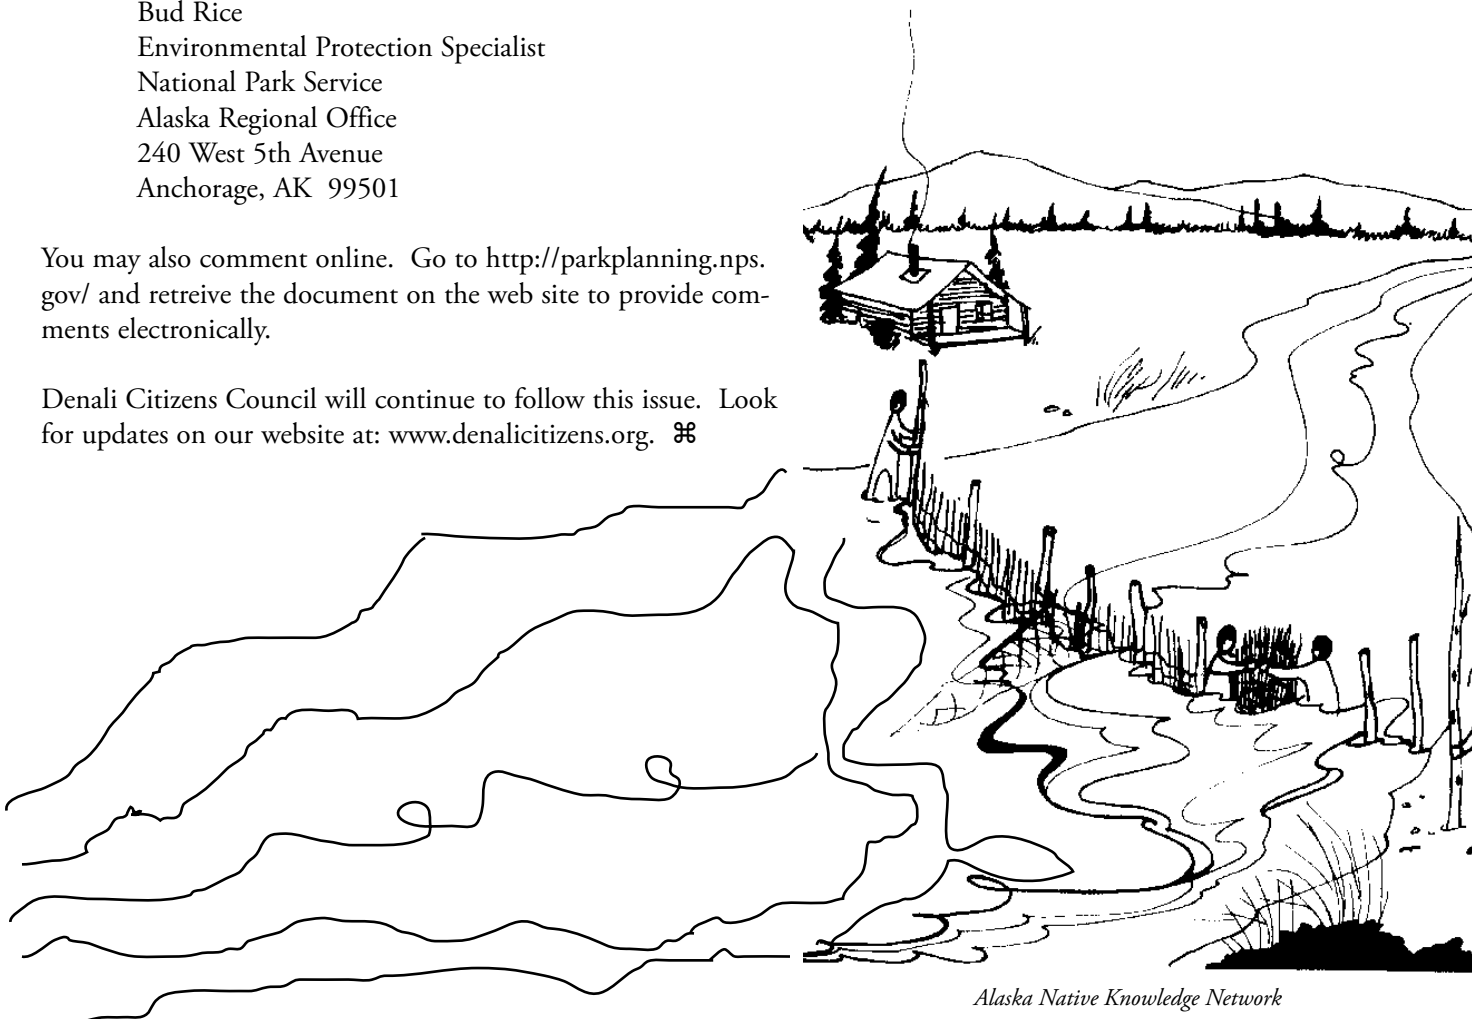 Bud Rice
Environmental Protection Specialist
National Park Service
Alaska Regional Office
240 West 5th Avenue
Anchorage, AK  99501
You may also comment online.  Go to http://parkplanning.nps.
gov/ and retreive the document on the web site to provide com-
ments electronically.
Denali Citizens Council will continue to follow this issue.  Look
for updates on our website at: www.denalicitizens.org.  ⌘
Alaska Native Knowledge Network